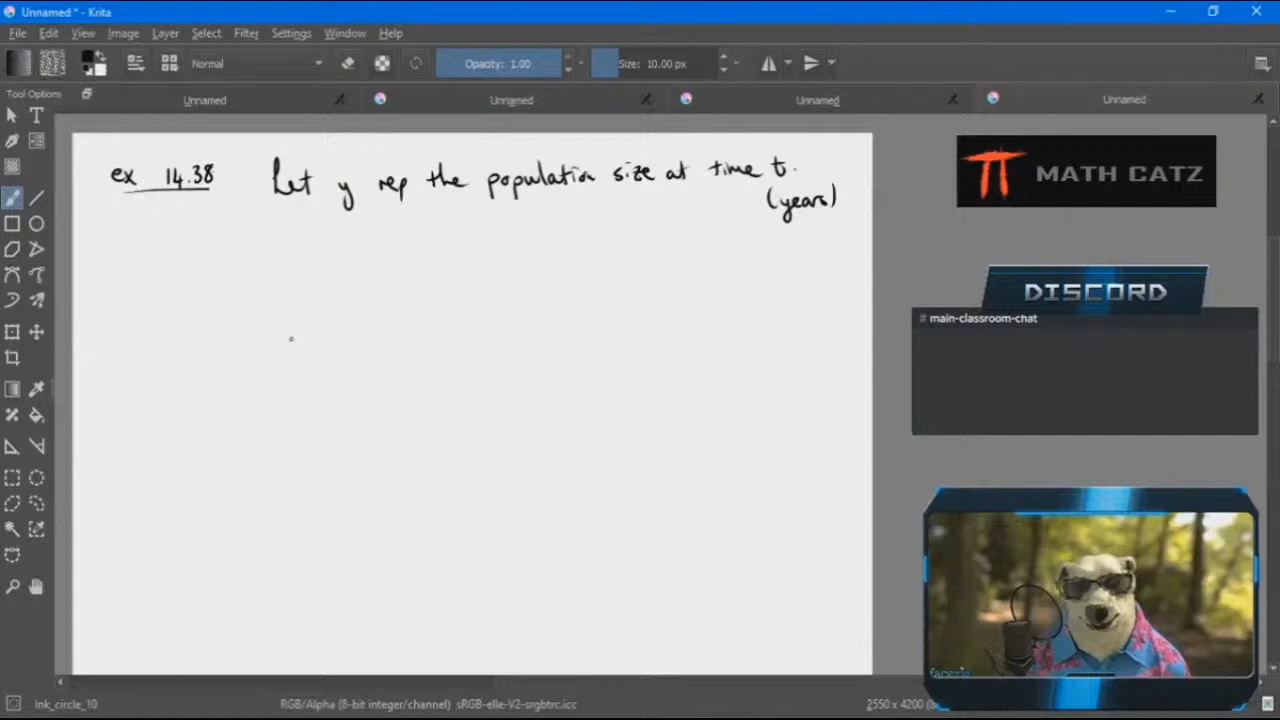 Unnamed * - Krita
File Edit View Image Layer Select Filter Settings Window Help
Normal Opacity: 1.00 Size: 10.00 px
Tool Options
Unnamed Unnamed Unnamed Unnamed
ex 14.38 Let y rep the population size at time t.
(years)
π MATH CATZ
DISCORD
# main-classroom-chat
facerig
Ink_circle_10 RGB/Alpha (8-bit integer/channel) sRGB-elle-V2-srgbtrc.icc 2550 x 4200 (8